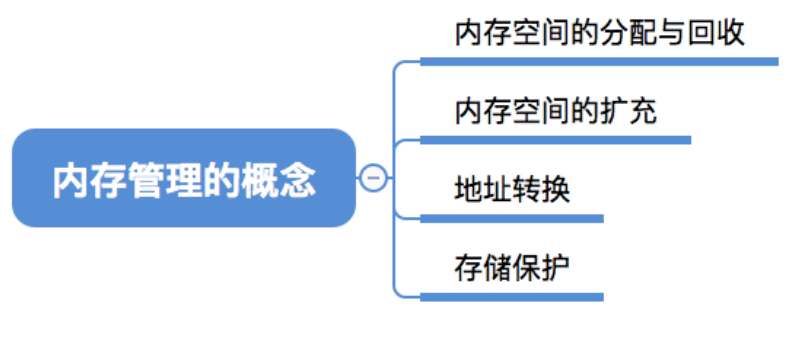 内存管理的概念
内存空间的分配与回收
内存空间的扩充
地址转换
存储保护